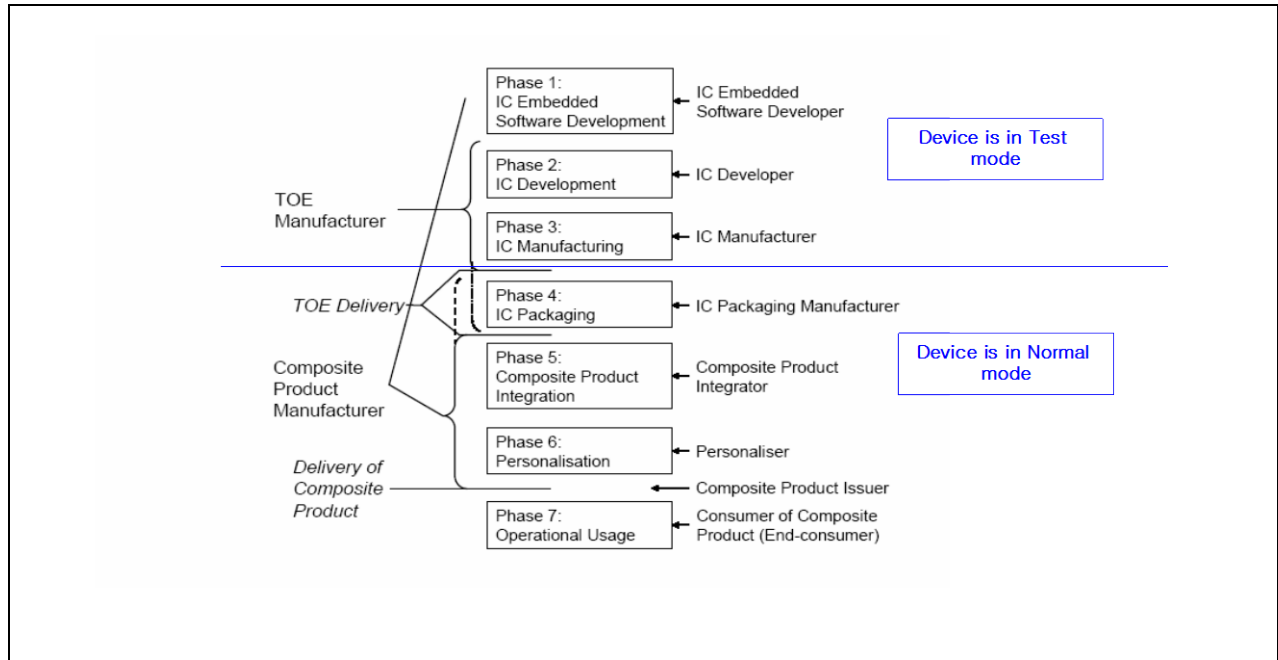 Phase 1:
IC Embedded
Software Development
IC Embedded
Software Developer
Device is in Test
mode
Phase 2:
IC Development
IC Developer
TOE
Manufacturer
Phase 3:
IC Manufacturing
IC Manufacturer
TOE Delivery
Phase 4:
IC Packaging
IC Packaging Manufacturer
Device is in Normal
mode
Composite
Product
Manufacturer
Phase 5:
Composite Product
Integration
Composite Product
Integrator
Phase 6:
Personalisation
Personaliser
Delivery of
Composite
Product
Composite Product Issuer
Phase 7:
Operational Usage
Consumer of Composite
Product (End-consumer)